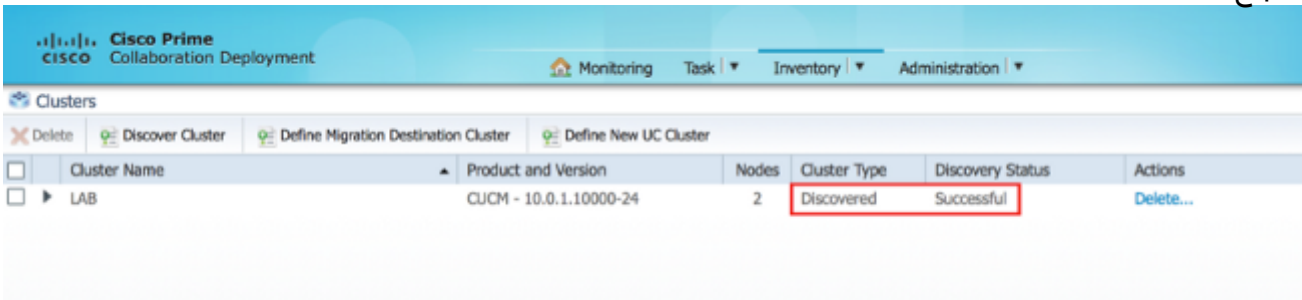 Cisco Prime
CISCO Collaboration Deployment
Monitoring Task Inventory Administration
Clusters
Delete Discover Cluster Define Migration Destination Cluster Define New UC Cluster
Cluster Name Product and Version Nodes Cluster Type Discovery Status Actions
LAB CUCM - 10.0.1.10000-24 2 Discovered Successful Delete...